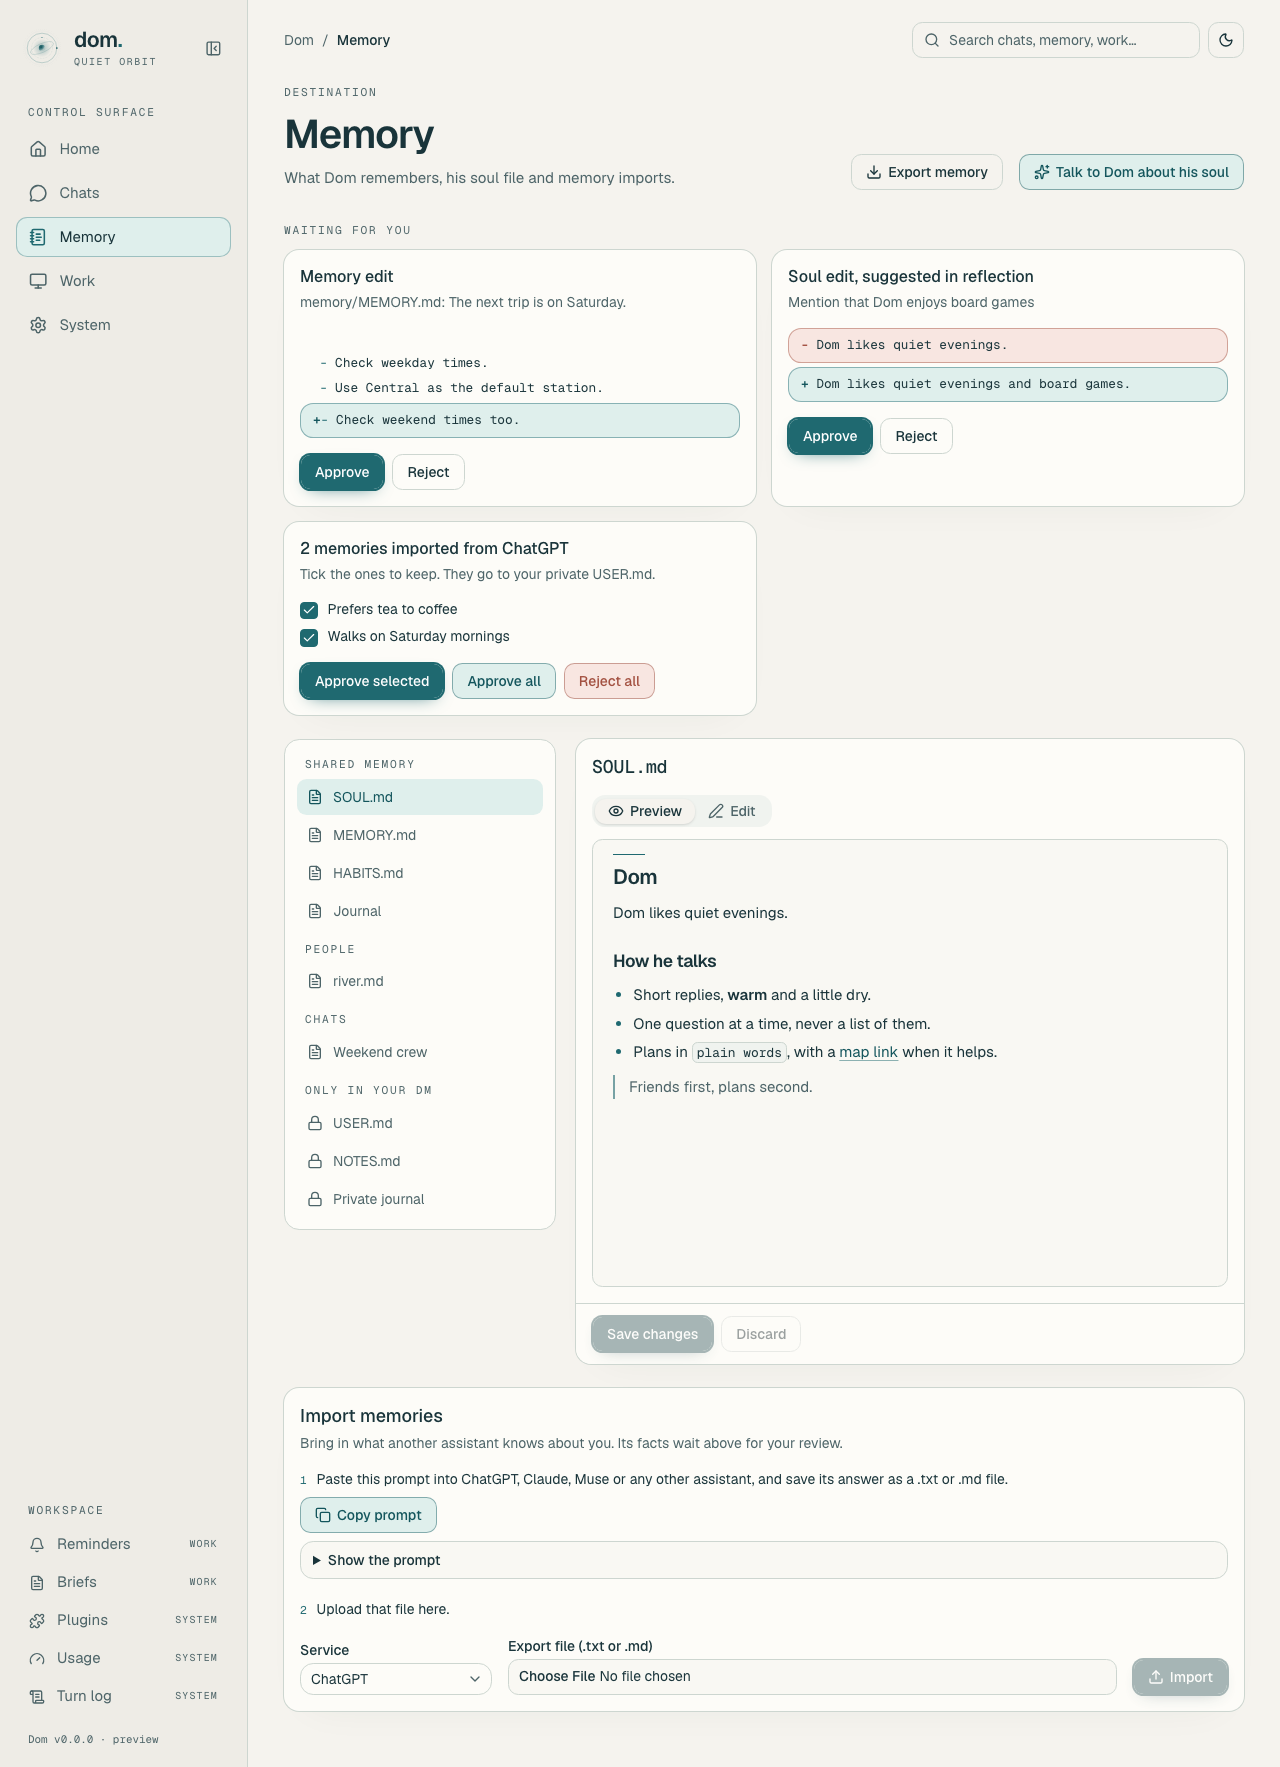 dom.
QUIET ORBIT
CONTROL SURFACE
Home
Chats
Memory
Work
System
WORKSPACE
Reminders WORK
Briefs WORK
Plugins SYSTEM
Usage SYSTEM
Turn log SYSTEM
Dom v0.0.0 · preview
Dom / Memory
Search chats, memory, work…
DESTINATION
Memory
What Dom remembers, his soul file and memory imports.
Export memory
Talk to Dom about his soul
WAITING FOR YOU
Memory edit
memory/MEMORY.md: The next trip is on Saturday.
- Check weekday times.
- Use Central as the default station.
+- Check weekend times too.
Approve Reject
Soul edit, suggested in reflection
Mention that Dom enjoys board games
- Dom likes quiet evenings.
+ Dom likes quiet evenings and board games.
Approve Reject
2 memories imported from ChatGPT
Tick the ones to keep. They go to your private USER.md.
Prefers tea to coffee
Walks on Saturday mornings
Approve selected Approve all Reject all
SHARED MEMORY
SOUL.md
MEMORY.md
HABITS.md
Journal
PEOPLE
river.md
CHATS
Weekend crew
ONLY IN YOUR DM
USER.md
NOTES.md
Private journal
SOUL.md
Preview Edit
Dom
Dom likes quiet evenings.
How he talks
• Short replies, warm and a little dry.
• One question at a time, never a list of them.
• Plans in plain words, with a map link when it helps.
Friends first, plans second.
Save changes Discard
Import memories
Bring in what another assistant knows about you. Its facts wait above for your review.
1 Paste this prompt into ChatGPT, Claude, Muse or any other assistant, and save its answer as a .txt or .md file.
Copy prompt
Show the prompt
2 Upload that file here.
Service
ChatGPT
Export file (.txt or .md)
Choose File No file chosen
Import